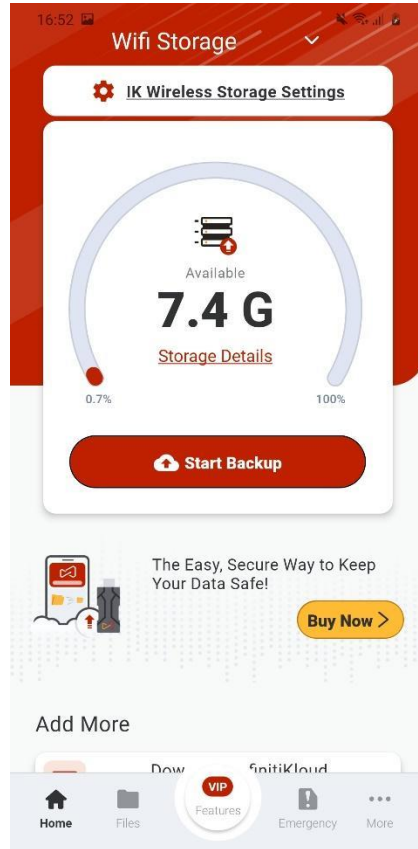 16:52
Wifi Storage
IK Wireless Storage Settings
Available
7.4 G
Storage Details
0.7%
100%
Start Backup
The Easy, Secure Way to Keep
Your Data Safe!
Buy Now >
Add More
VIP
Home
Files
Features
Emergency
More